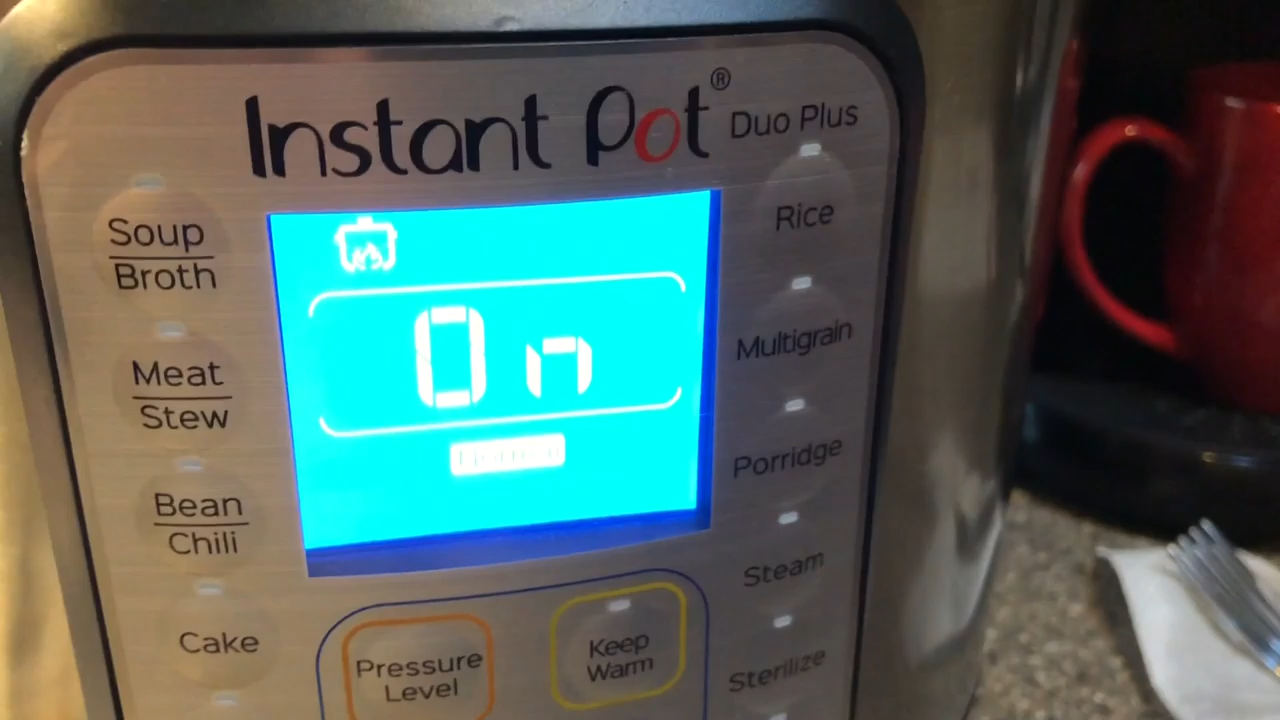 Instant Pot® Duo Plus
Soup
Broth
Meat
Stew
Bean
Chili
Cake
On
Rice
Multigrain
Porridge
Steam
Sterilize
Pressure
Level
Keep
Warm